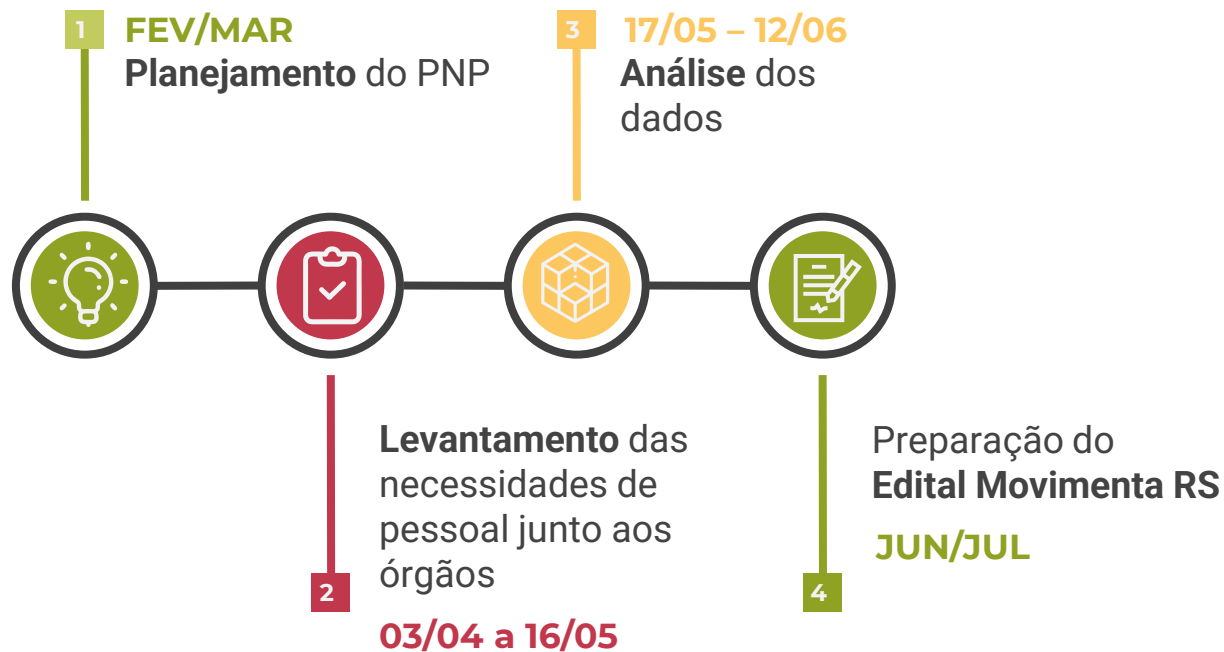 1
FEV/MAR
Planejamento do PNP
3
17/05 – 12/06
Análise dos
dados
2
Levantamento das
necessidades de
pessoal junto aos
órgãos
03/04 a 16/05
4
Preparação do
Edital Movimenta RS
JUN/JUL